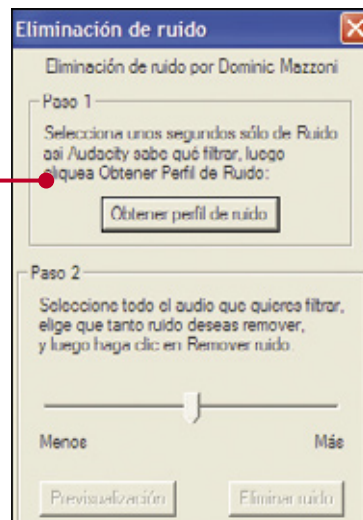 Eliminación de ruido
Eliminación de ruido por Dominic Mazzoni
Paso 1
Selecciona unos segundos sólo de Ruido
asi Audacity sabe qué filtrar, luego
cliquea Obtener Perfil de Ruido:
Obtener perfil de ruido
Paso 2
Seleccione todo el audio que quieres filtrar,
elige que tanto ruido deseas remover,
y luego haga clic en Remover ruido.
Menos Más
Previsualización Eliminar ruido